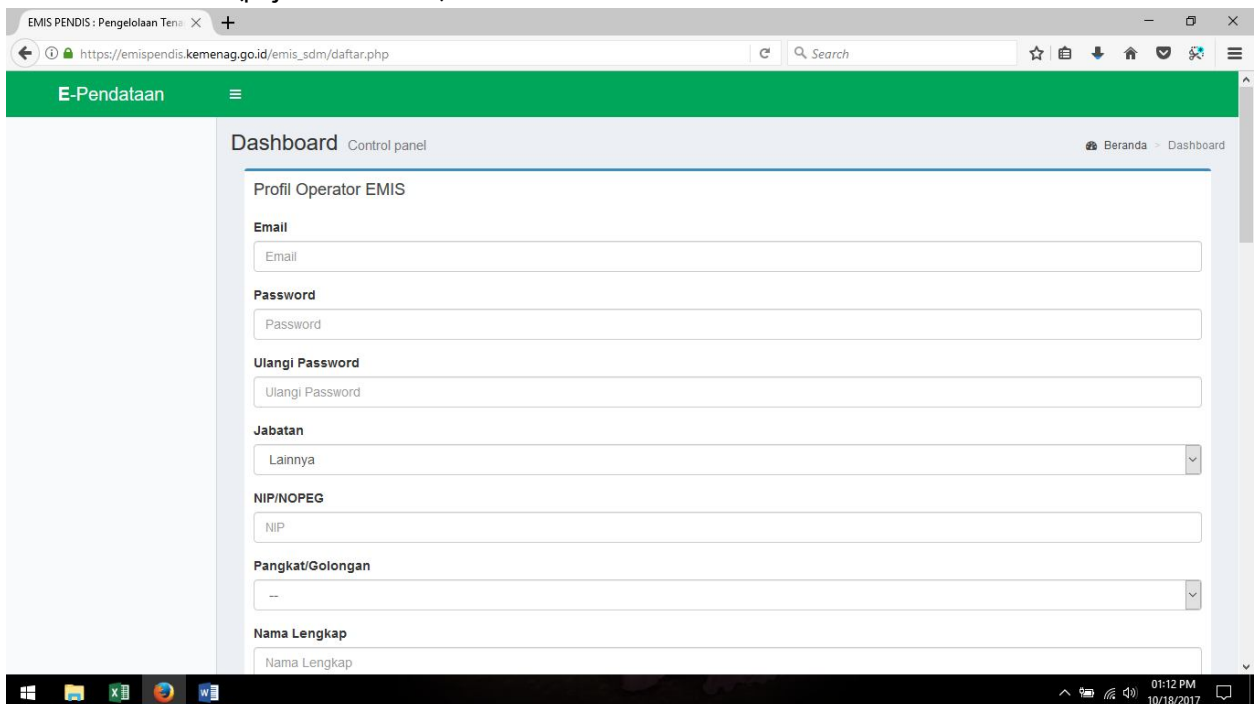 EMIS PENDIS : Pengelolaan Tena
https://emispendis.kemenag.go.id/emis_sdm/daftar.php
Search
E-Pendataan
Dashboard Control panel
Beranda > Dashboard
Profil Operator EMIS
Email
Email
Password
Password
Ulangi Password
Ulangi Password
Jabatan
Lainnya
NIP/NOPEG
NIP
Pangkat/Golongan
--
Nama Lengkap
Nama Lengkap
01:12 PM
10/18/2017